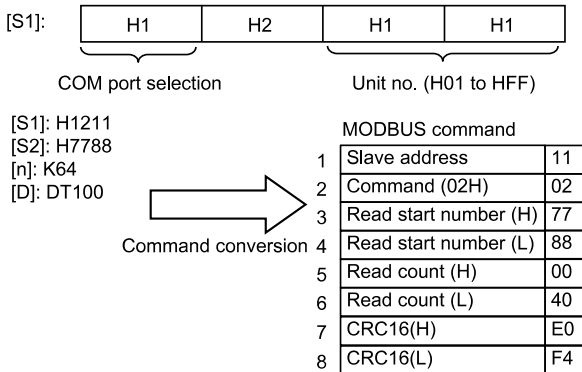 [S1]: H1 H2 H1 H1
COM port selection Unit no. (H01 to HFF)
[S1]: H1211
[S2]: H7788
[n]: K64
[D]: DT100
Command conversion
MODBUS command
1 Slave address 11
2 Command (02H) 02
3 Read start number (H) 77
4 Read start number (L) 88
5 Read count (H) 00
6 Read count (L) 40
7 CRC16(H) E0
8 CRC16(L) F4